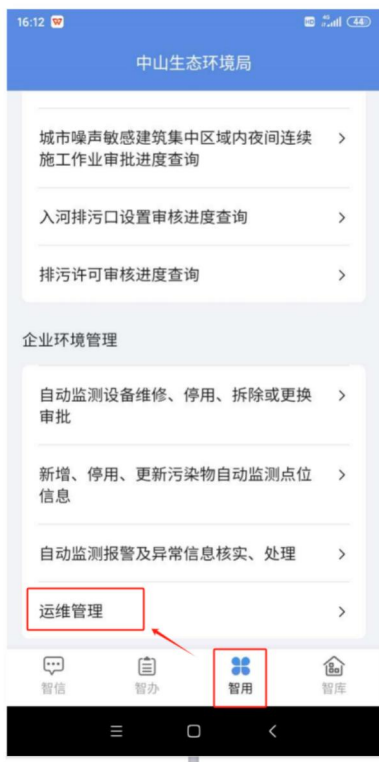 16:12
HD 4G 44
中山生态环境局
城市噪声敏感建筑集中区域内夜间连续
施工作业审批进度查询
入河排污口设置审核进度查询
排污许可审核进度查询
企业环境管理
自动监测设备维修、停用、拆除或更换
审批
新增、停用、更新污染物自动监测点位
信息
自动监测报警及异常信息核实、处理
运维管理
智信
智办
智用
智库